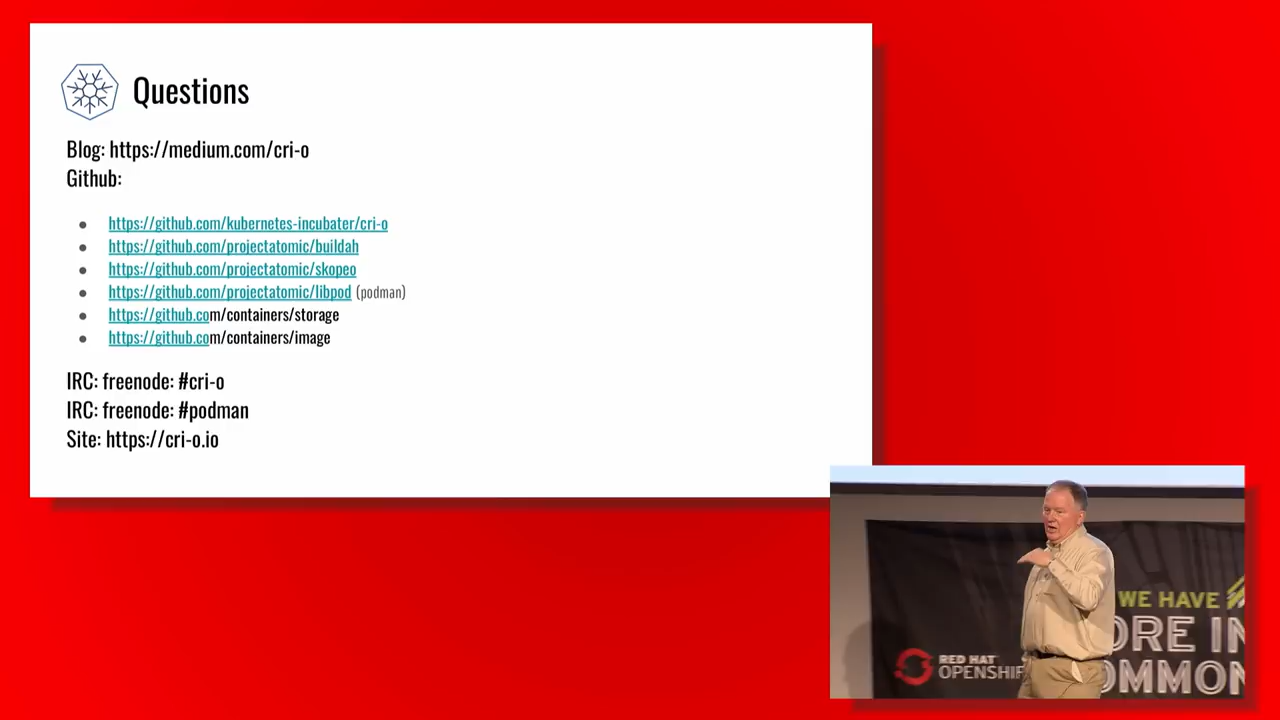 Questions
Blog: https://medium.com/cri-o
Github:
https://github.com/kubernetes-incubater/cri-o
https://github.com/projectatomic/buildah
https://github.com/projectatomic/skopeo
https://github.com/projectatomic/libpod (podman)
https://github.com/containers/storage
https://github.com/containers/image
IRC: freenode: #cri-o
IRC: freenode: #podman
Site: https://cri-o.io
WE HAVE
ORE IN
OMMON
RED HAT
OPENSHIF